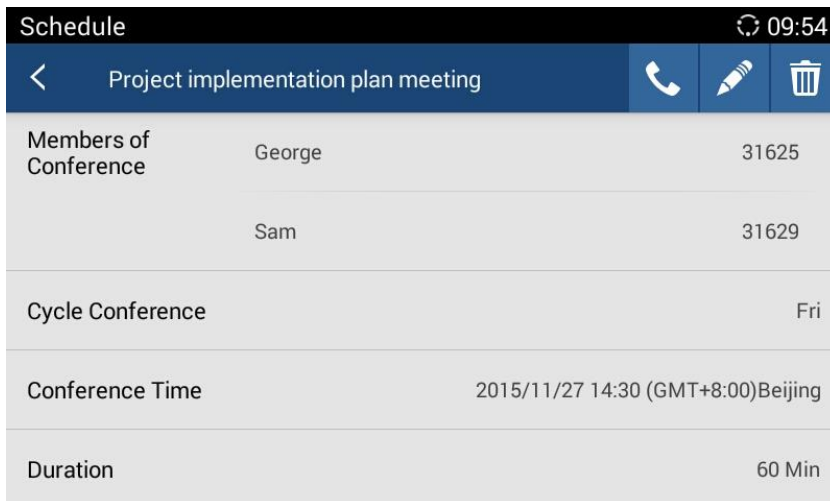 Schedule 09:54
Project implementation plan meeting
Members of
Conference
George 31625
Sam 31629
Cycle Conference Fri
Conference Time 2015/11/27 14:30 (GMT+8:00)Beijing
Duration 60 Min